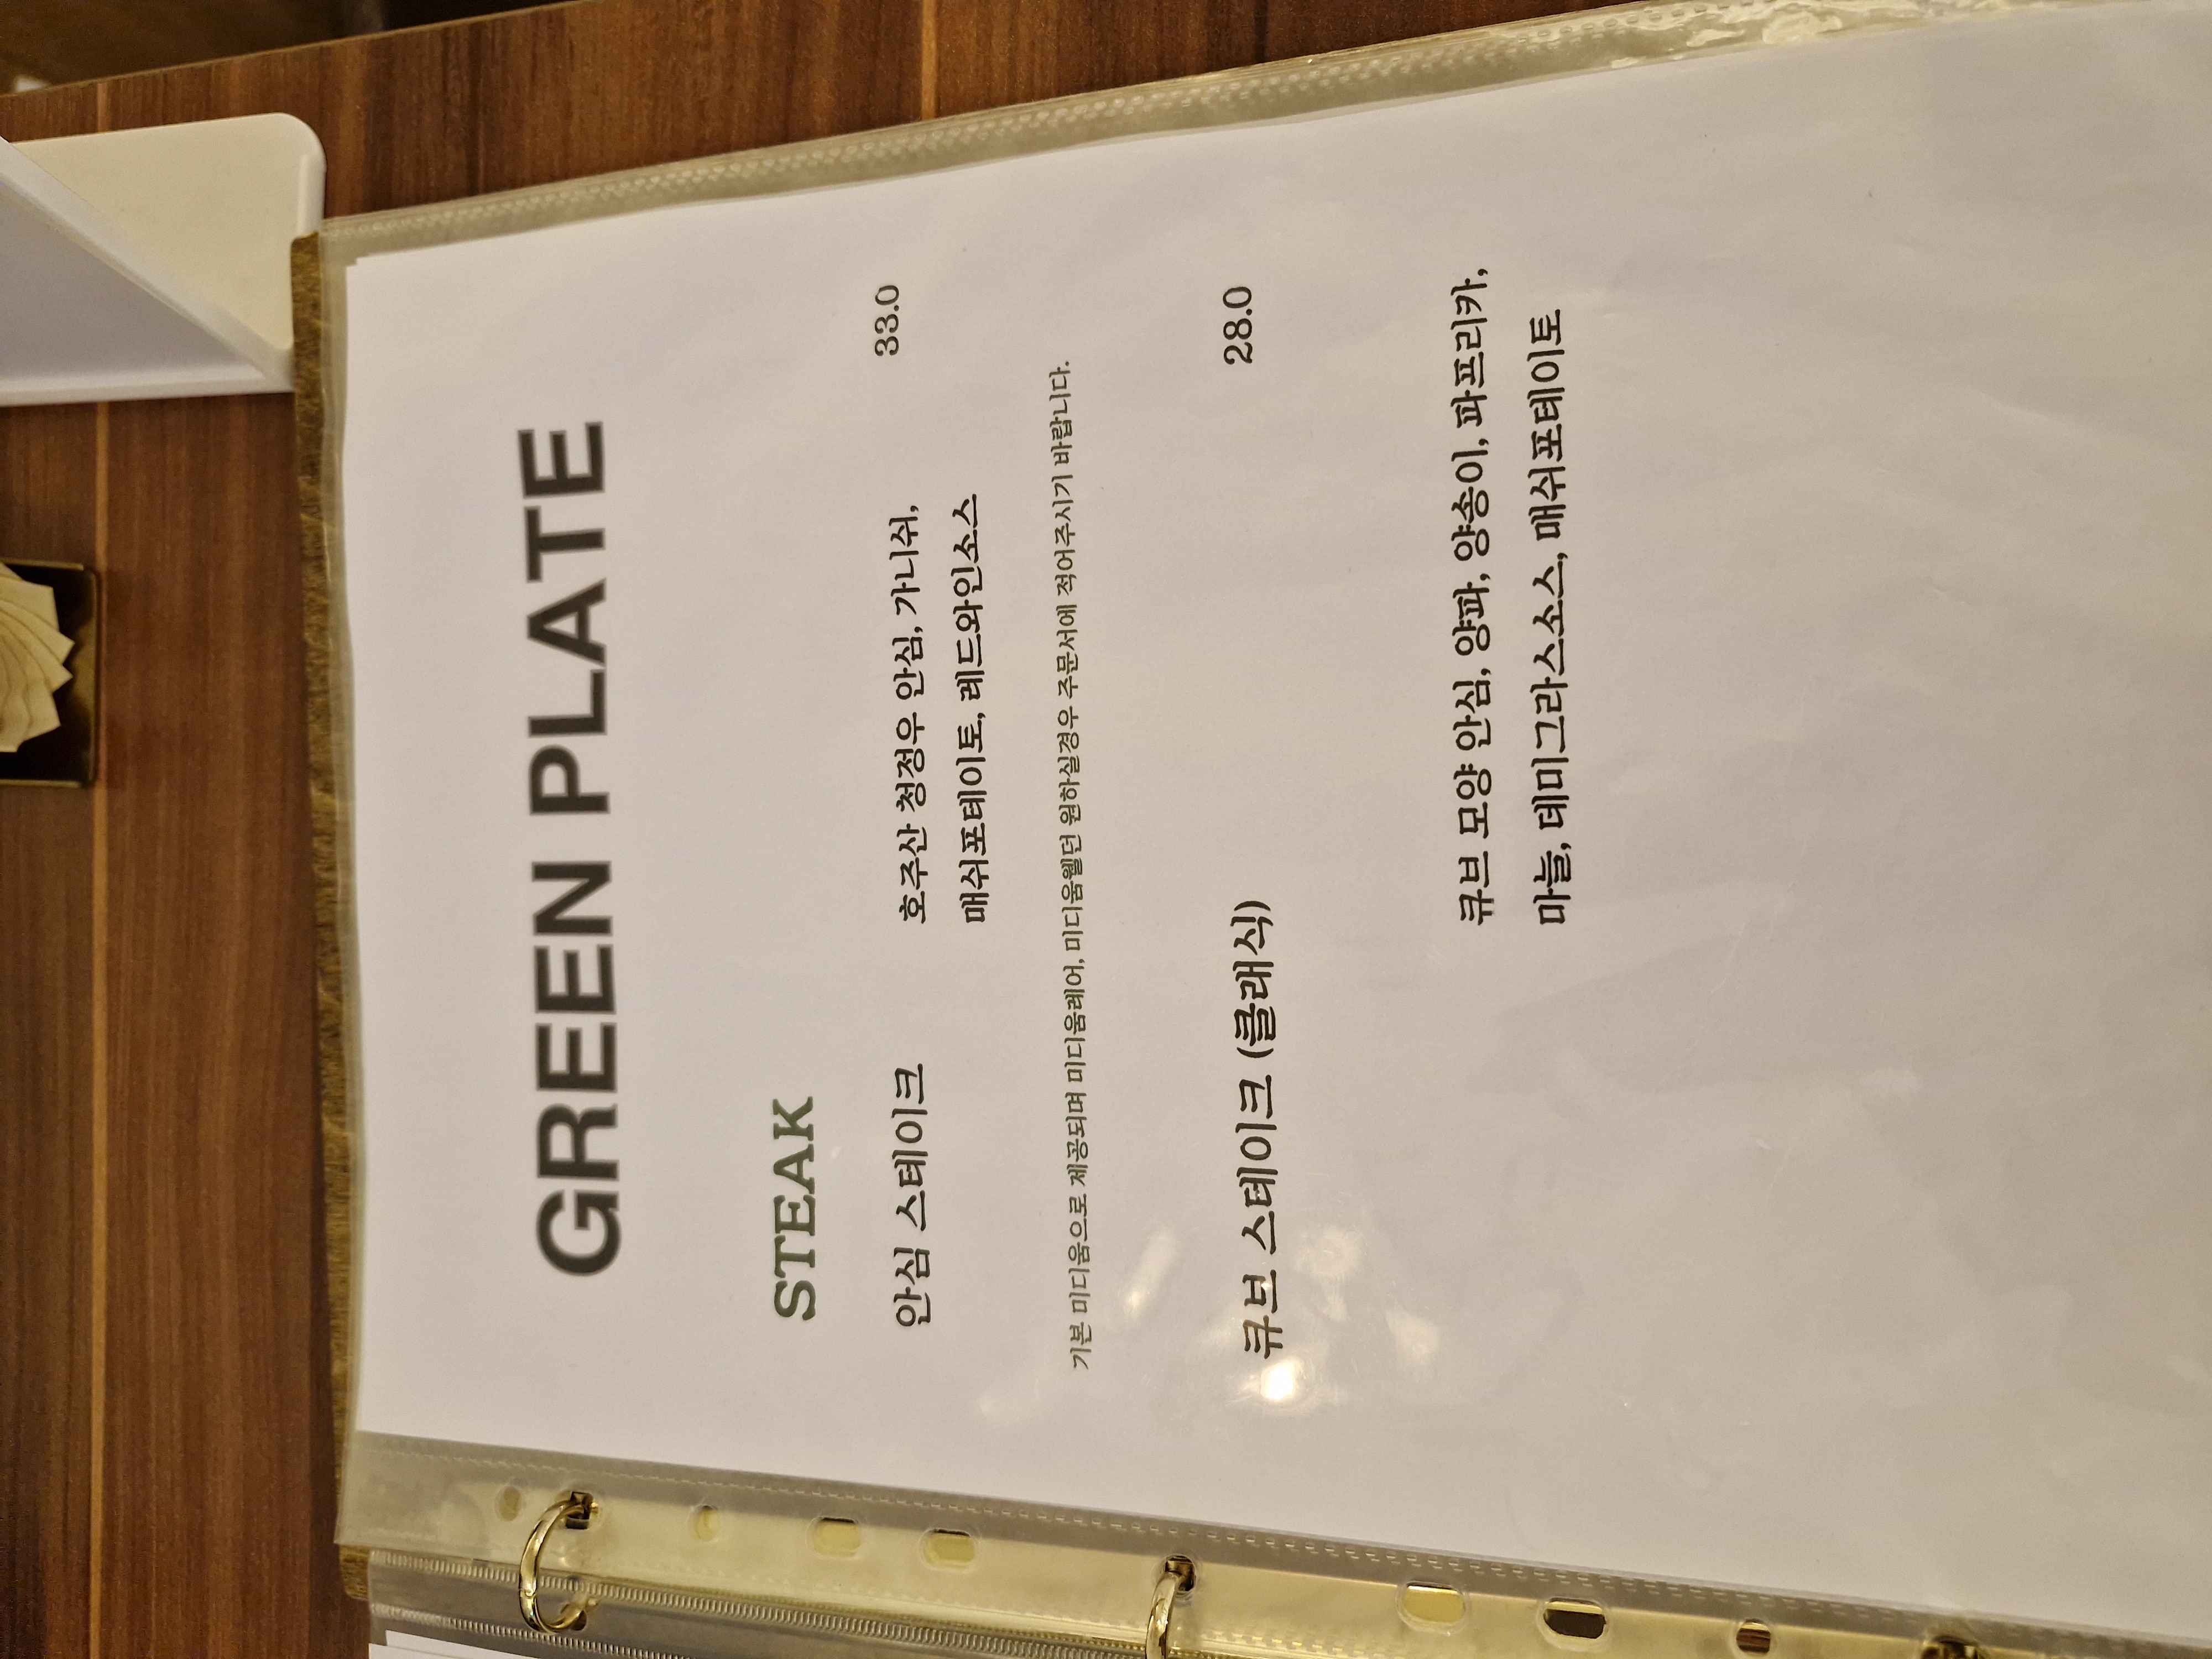 GREEN PLATE
STEAK
안심 스테이크
호주산 청정우 안심, 가니쉬,
매쉬포테이토, 레드와인소스
33.0
기본 미디움으로 제공되며 미디움레어, 미디움웰던 원하실경우 주문서에 적어주시기 바랍니다.
큐브 스테이크 (클래식)
28.0
큐브 모양 안심, 양파, 양송이, 파프리카,
마늘, 데미그라스소스, 매쉬포테이토